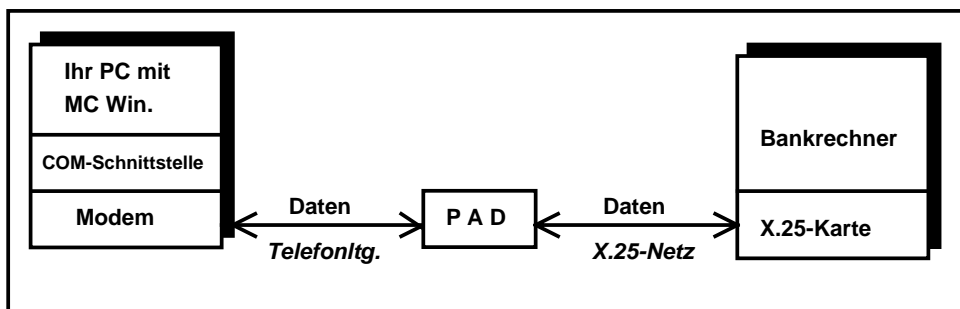 Ihr PC mit
MC Win.
COM-Schnittstelle
Modem
Daten
Telefonltg.
P A D
Daten
X.25-Netz
Bankrechner
X.25-Karte